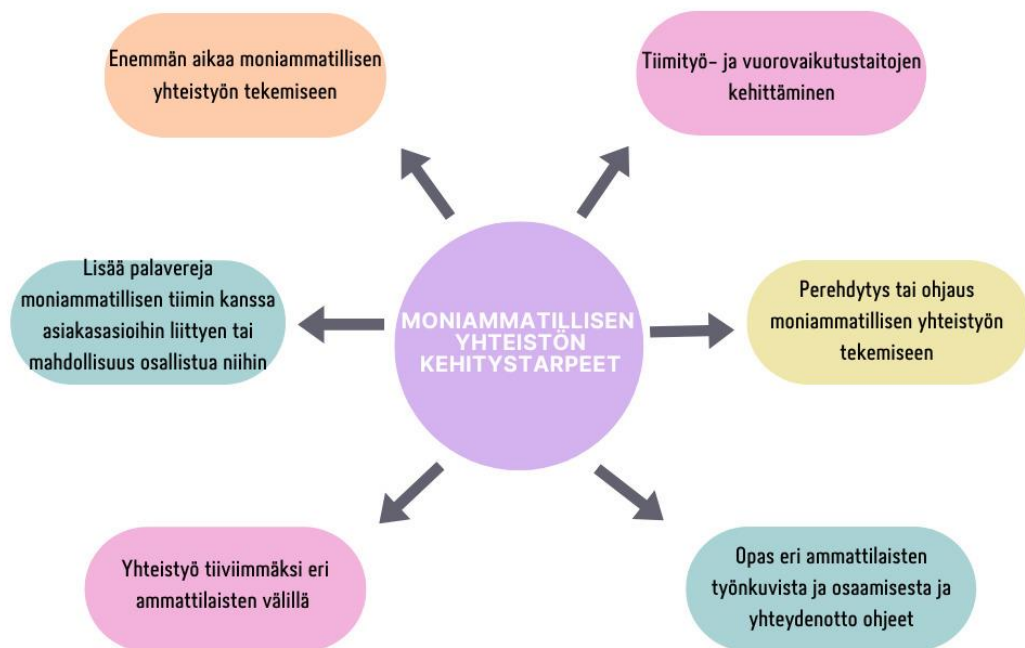 Enemmän aikaa moniammatillisen
yhteistyön tekemiseen
Tiimityö- ja vuorovaikutustaitojen
kehittäminen
Lisää palavereja
moniammatillisen tiimin kanssa
asiakasasioihin liittyen tai
mahdollisuus osallistua niihin
MONIAMMATILLISEN
YHTEISTÖN
KEHITYSTARPEET
Perehdytys tai ohjaus
moniammatillisen yhteistyön
tekemiseen
Yhteistyö tiiviimmäksi eri
ammattilaisten välillä
Opas eri ammattilaisten
työnkuvista ja osaamisesta ja
yhteydenotto ohjeet